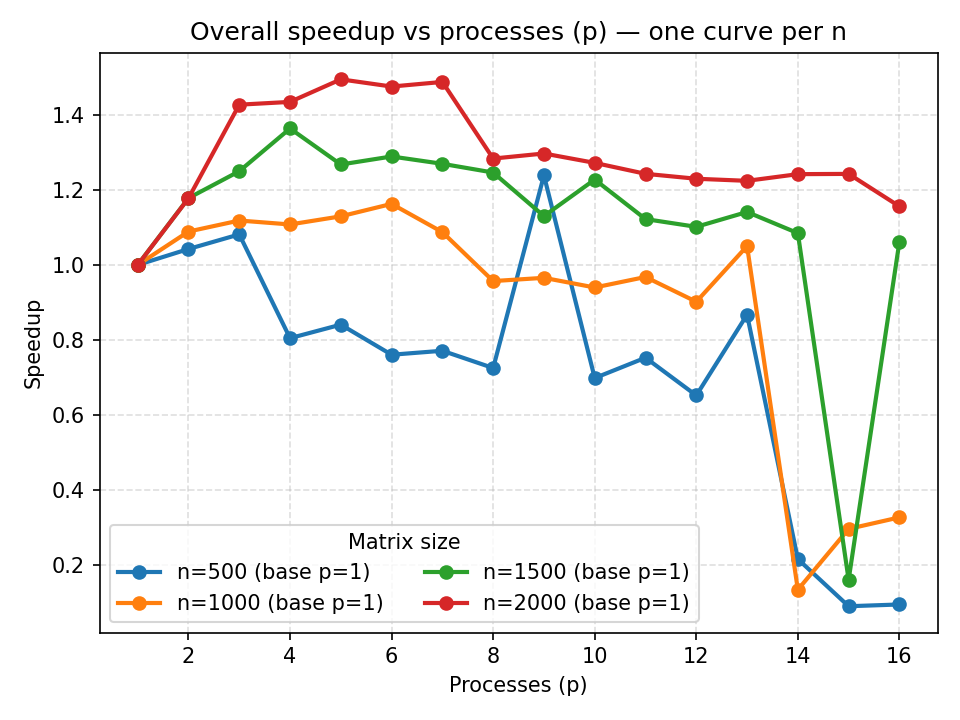 Overall speedup vs processes (p) — one curve per n
Speedup
1.4
1.2
1.0
0.8
0.6
0.4
0.2
Matrix size
n=500 (base p=1)
n=1000 (base p=1)
n=1500 (base p=1)
n=2000 (base p=1)
2 4 6 8 10 12 14 16
Processes (p)